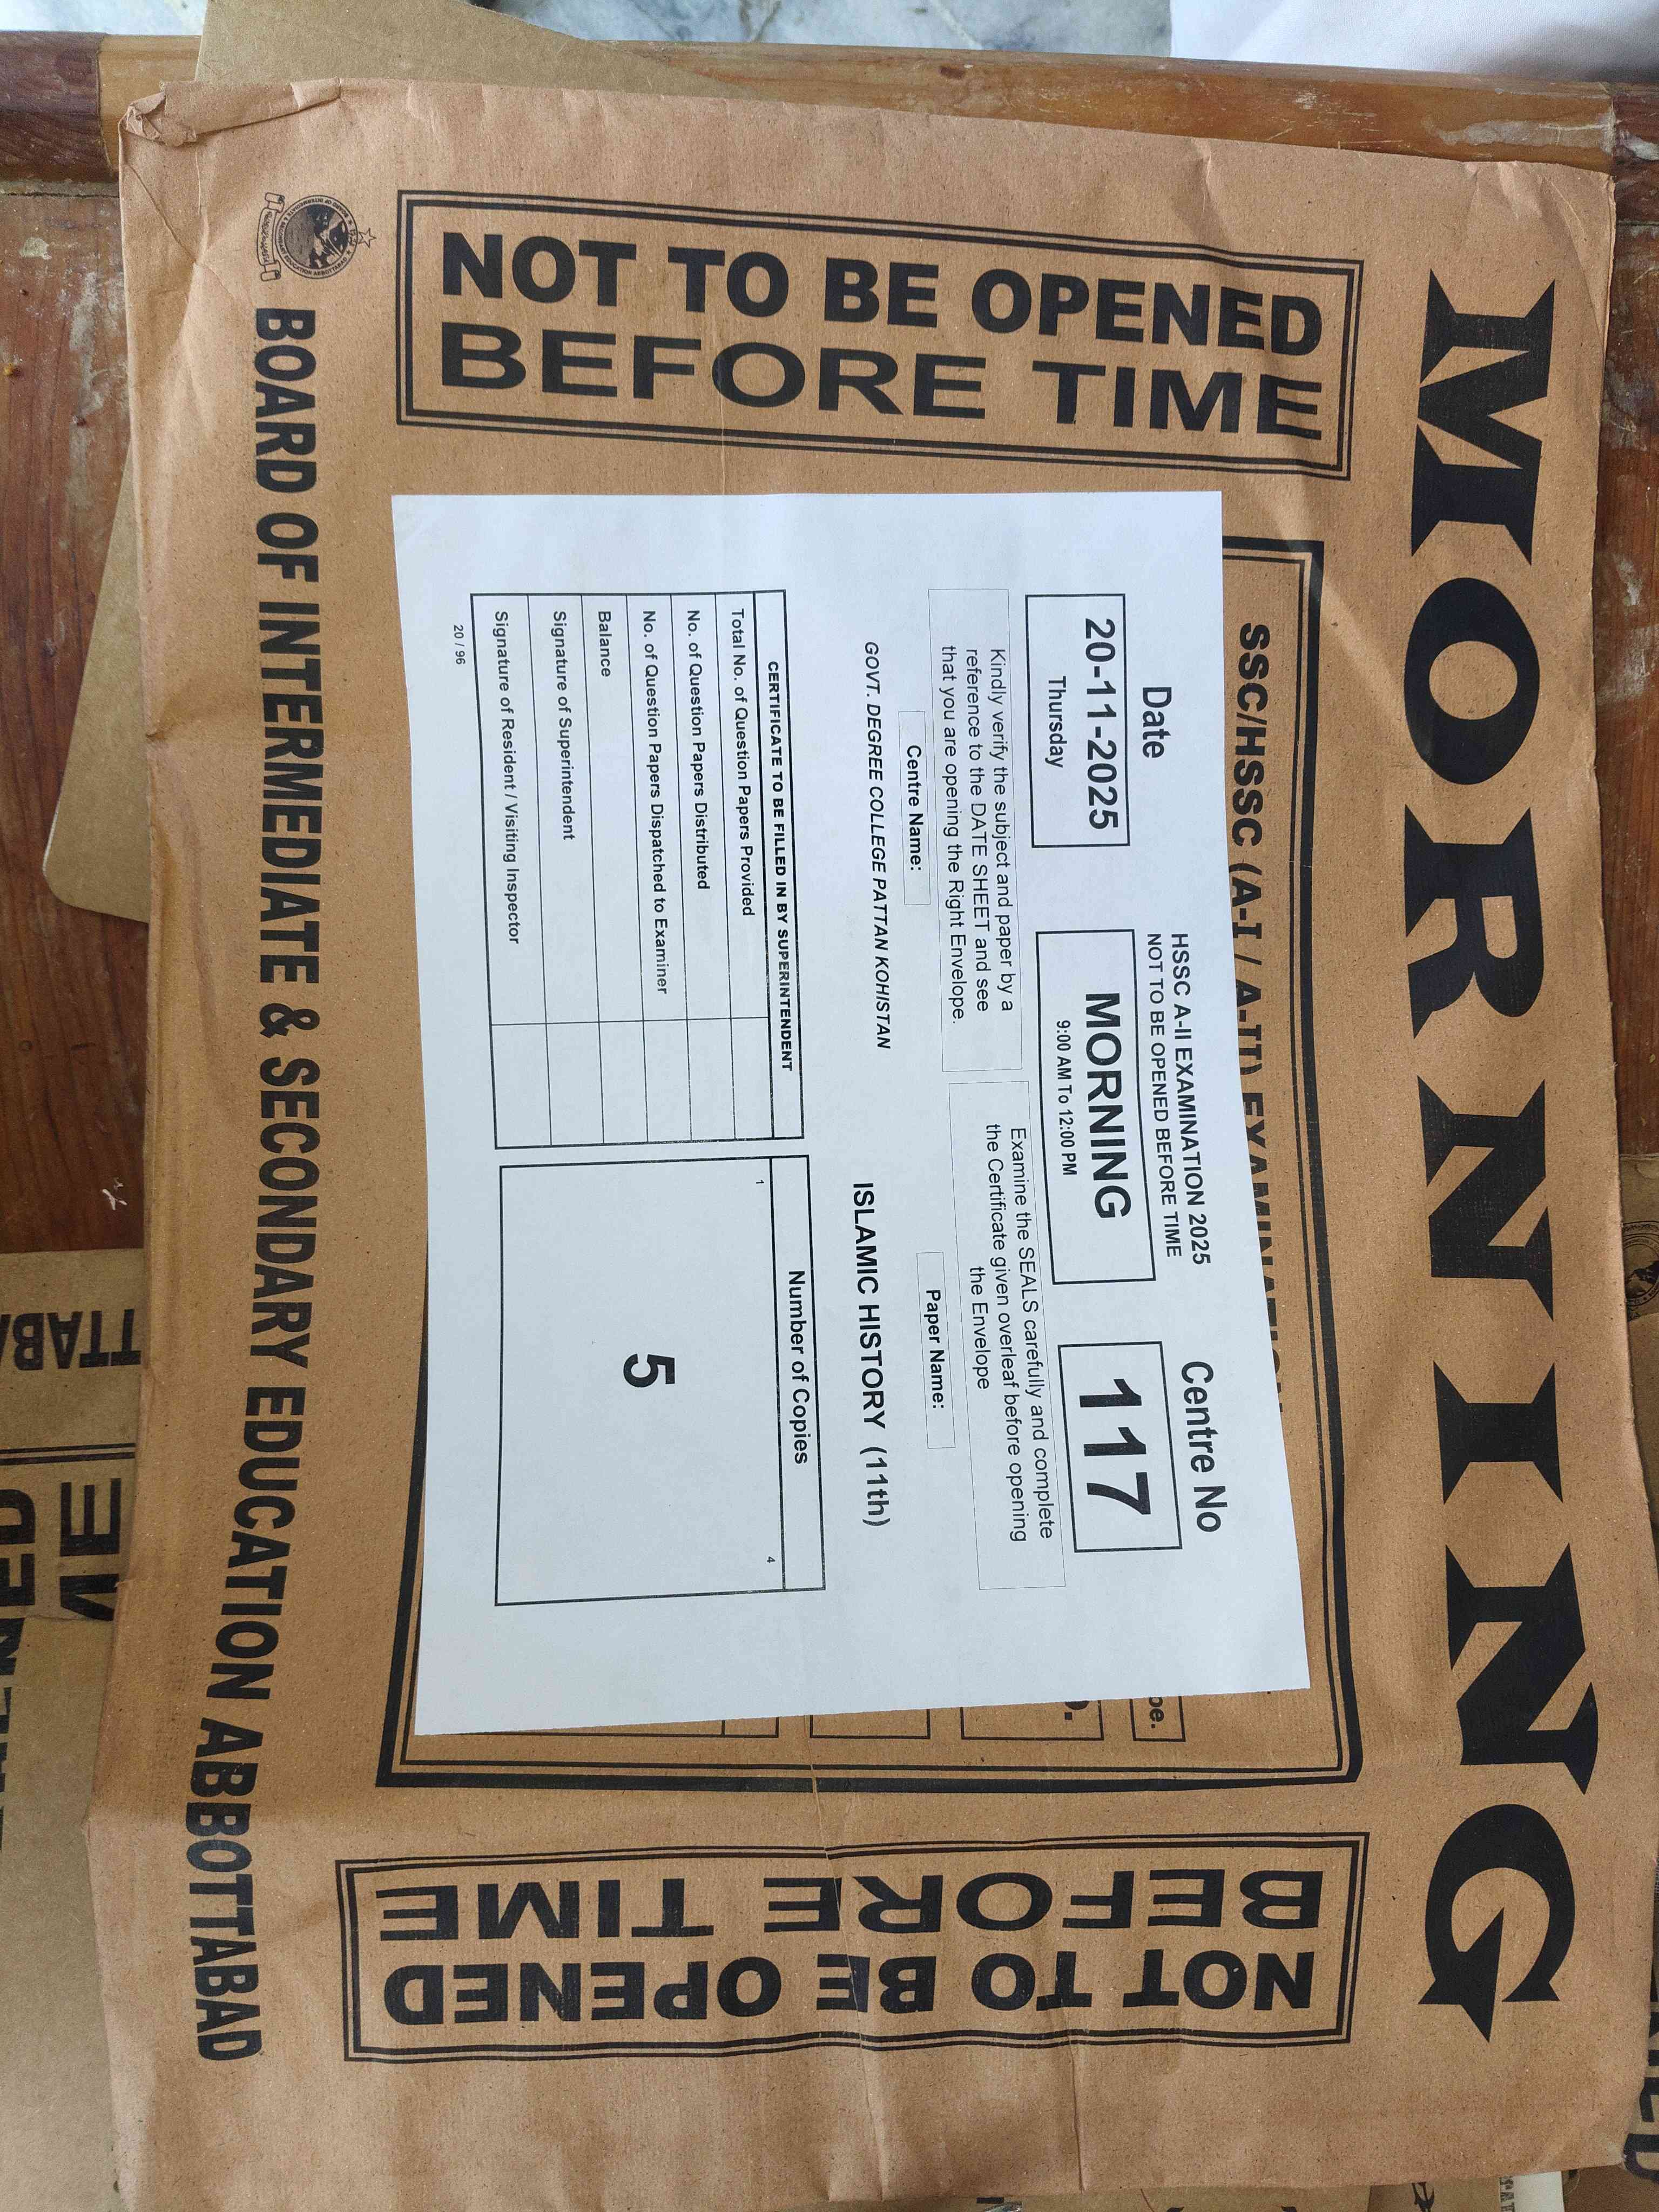 MORNING
NOT TO BE OPENED
BEFORE TIME
SSC/HSSC (A-I / A-II) EXAMINATION
Date
20-11-2025
Thursday
HSSC A-II EXAMINATION 2025
NOT TO BE OPENED BEFORE TIME
MORNING
9:00 AM To 12:00 PM
Centre No
117
Kindly verify the subject and paper by a
reference to the DATE SHEET and see
that you are opening the Right Envelope.
Examine the SEALS carefully and complete
the Certificate given overleaf before opening
the Envelope
Centre Name:
GOVT. DEGREE COLLEGE PATTAN KOHISTAN
Paper Name:
ISLAMIC HISTORY (11th)
CERTIFICATE TO BE FILLED IN BY SUPERINTENDENT
Total No. of Question Papers Provided
No. of Question Papers Distributed
No. of Question Papers Dispatched to Examiner
Balance
Signature of Superintendent
Signature of Resident / Visiting Inspector
20 / 96
Number of Copies
1
4
5
pe.
NOT TO BE OPENED
BEFORE TIME
BOARD OF INTERMEDIATE & SECONDARY EDUCATION ABBOTTABAD